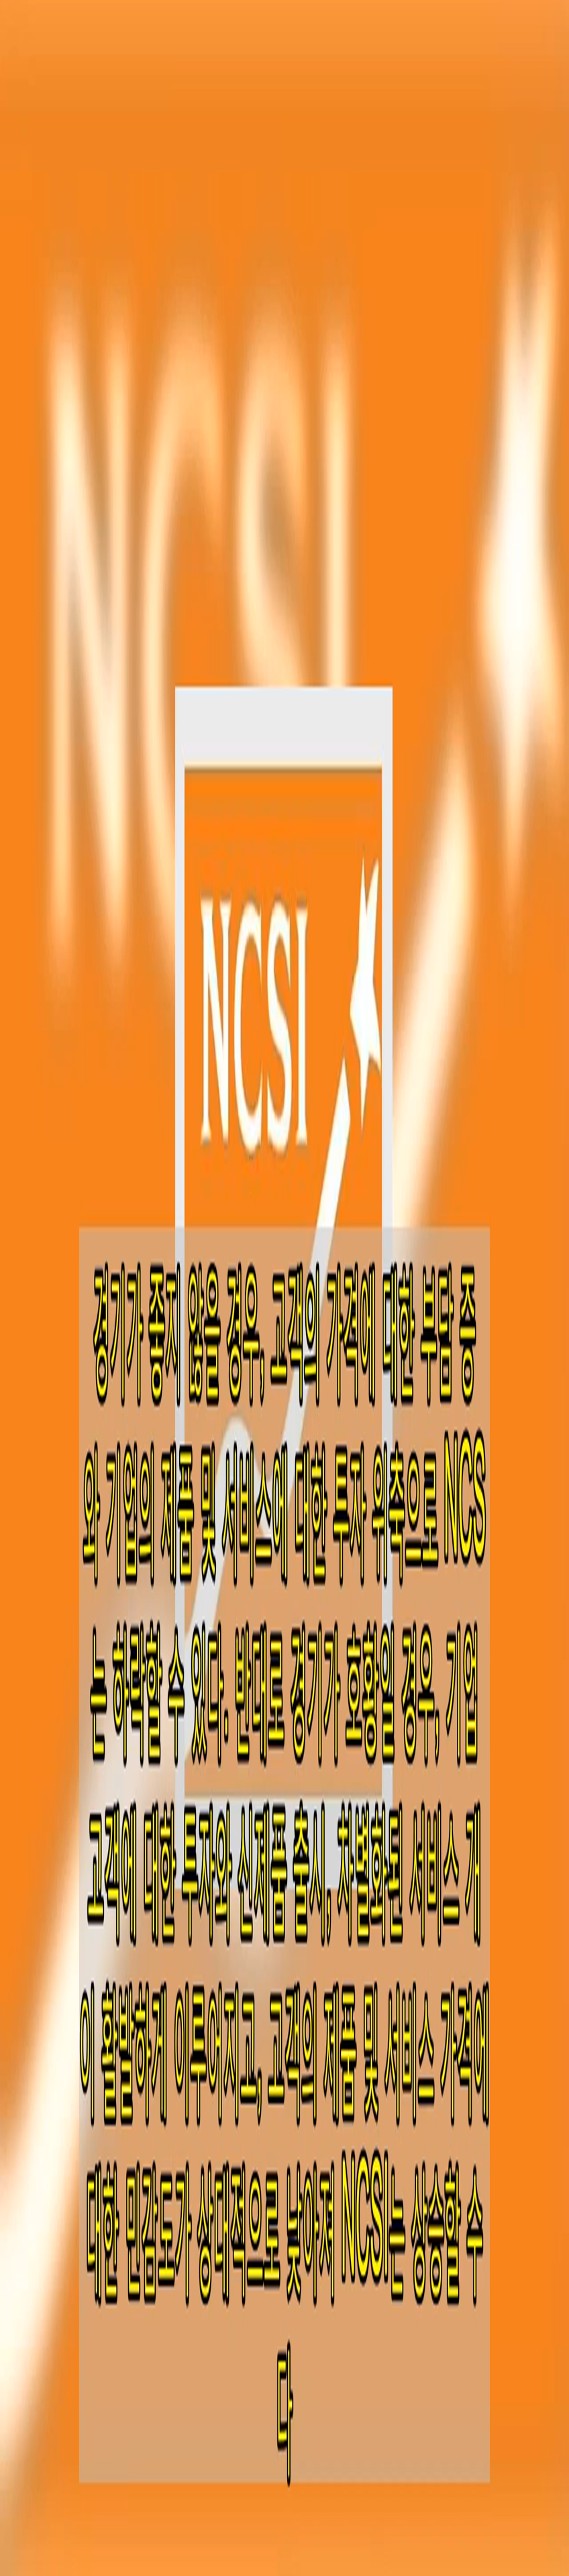 NCSI
NCSI
경기가 좋지 않을 경우, 고객의 가격에 대한 부담 증
와 기업의 제품 및 서비스에 대한 투자 위축으로 NCS
는 하락할 수 있다. 반대로 경기가 호황일 경우, 기업
고객에 대한 투자와 신제품 출시, 차별화된 서비스 개
이 활발하게 이루어지고, 고객의 제품 및 서비스 가격에
대한 민감도가 상대적으로 낮아져 NCSI는 상승할 수
다